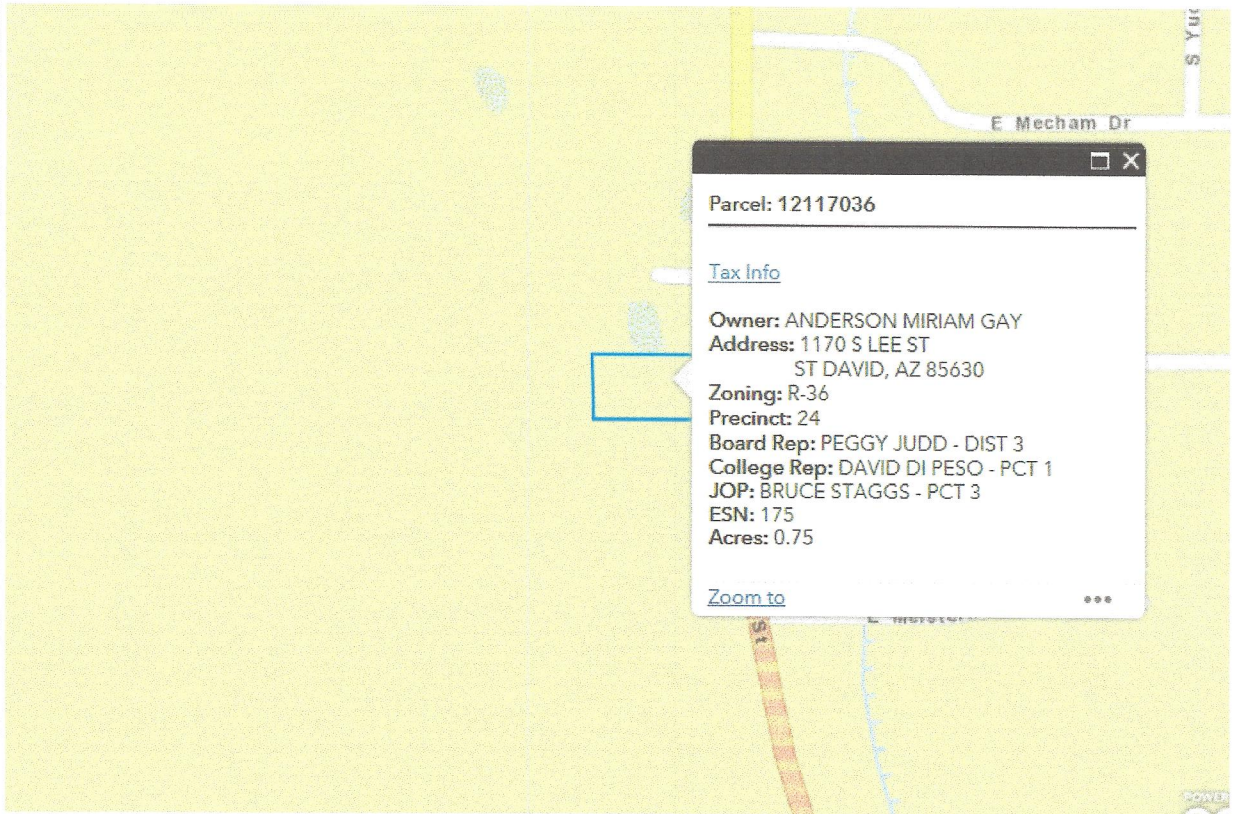 S Yuc
E Mecham Dr
Parcel: 12117036
Tax Info
Owner: ANDERSON MIRIAM GAY
Address: 1170 S LEE ST
ST DAVID, AZ 85630
Zoning: R-36
Precinct: 24
Board Rep: PEGGY JUDD - DIST 3
College Rep: DAVID DI PESO - PCT 1
JOP: BRUCE STAGGS - PCT 3
ESN: 175
Acres: 0.75
Zoom to
St
E
POWER